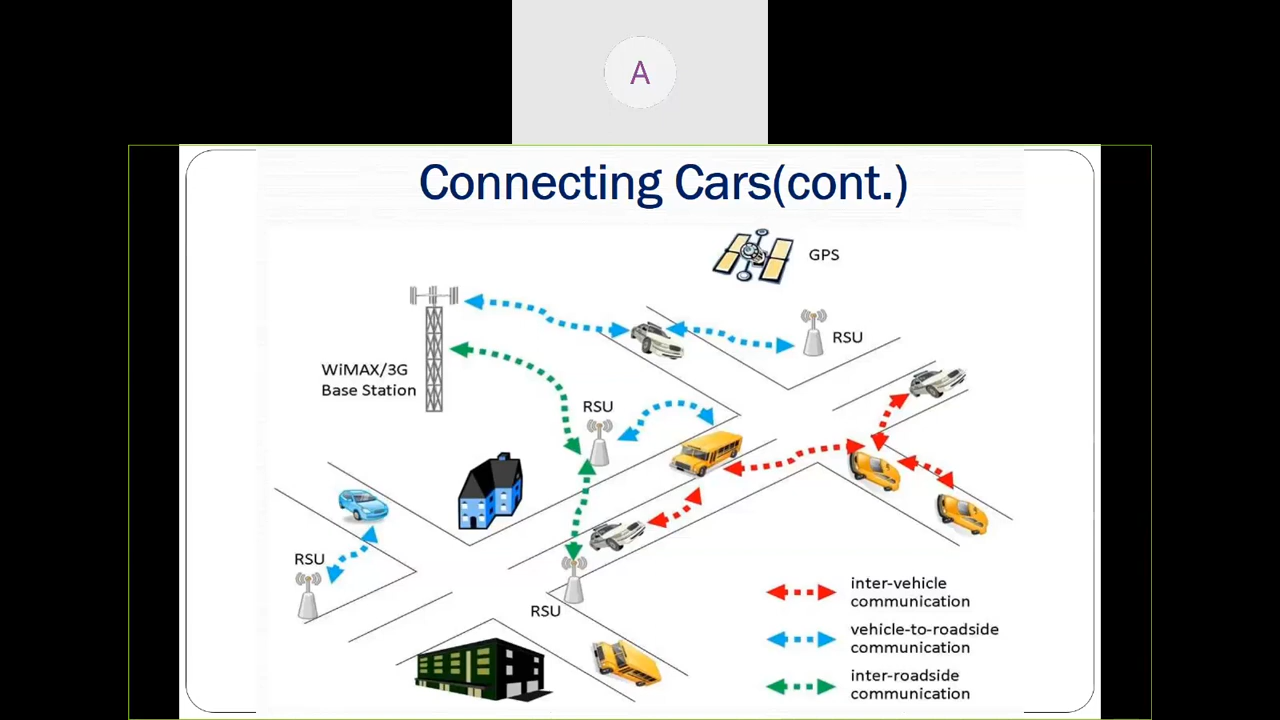 A
Connecting Cars(cont.)
GPS
RSU
WiMAX/3G
Base Station
RSU
RSU
RSU
inter-vehicle
communication
vehicle-to-roadside
communication
inter-roadside
communication